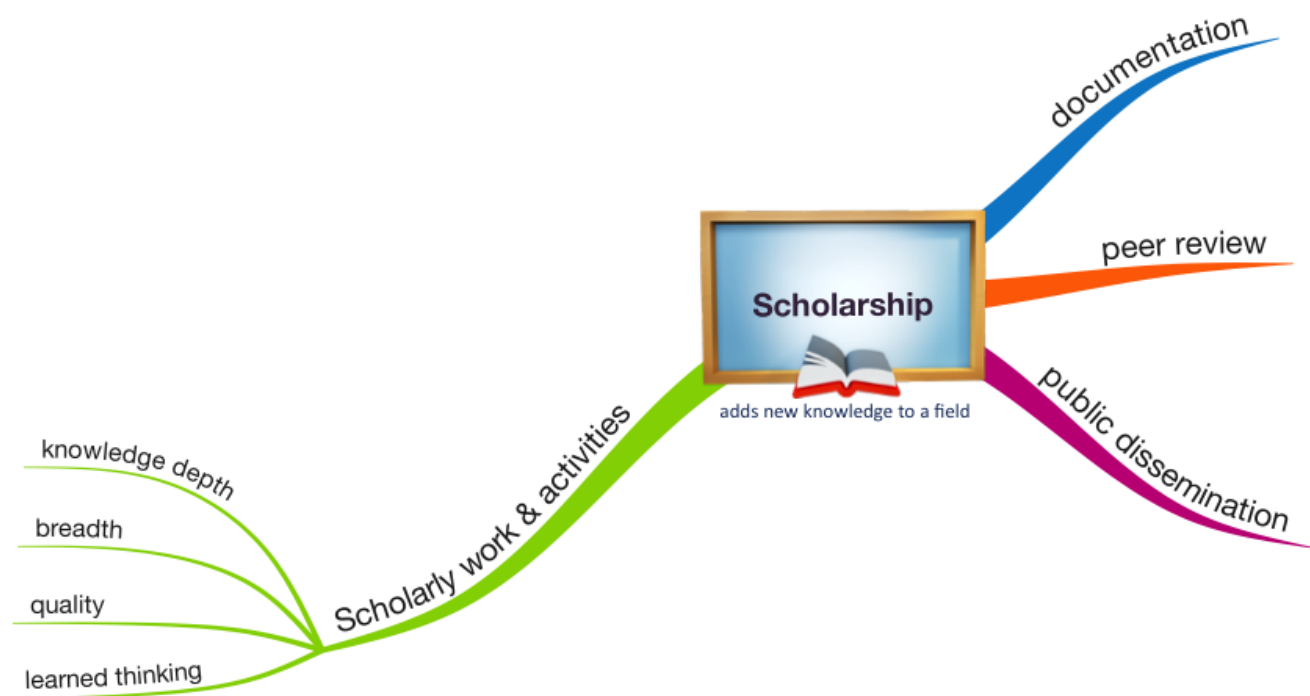 documentation
peer review
Scholarship
adds new knowledge to a field
public dissemination
Scholarly work & activities
knowledge depth
breadth
quality
learned thinking